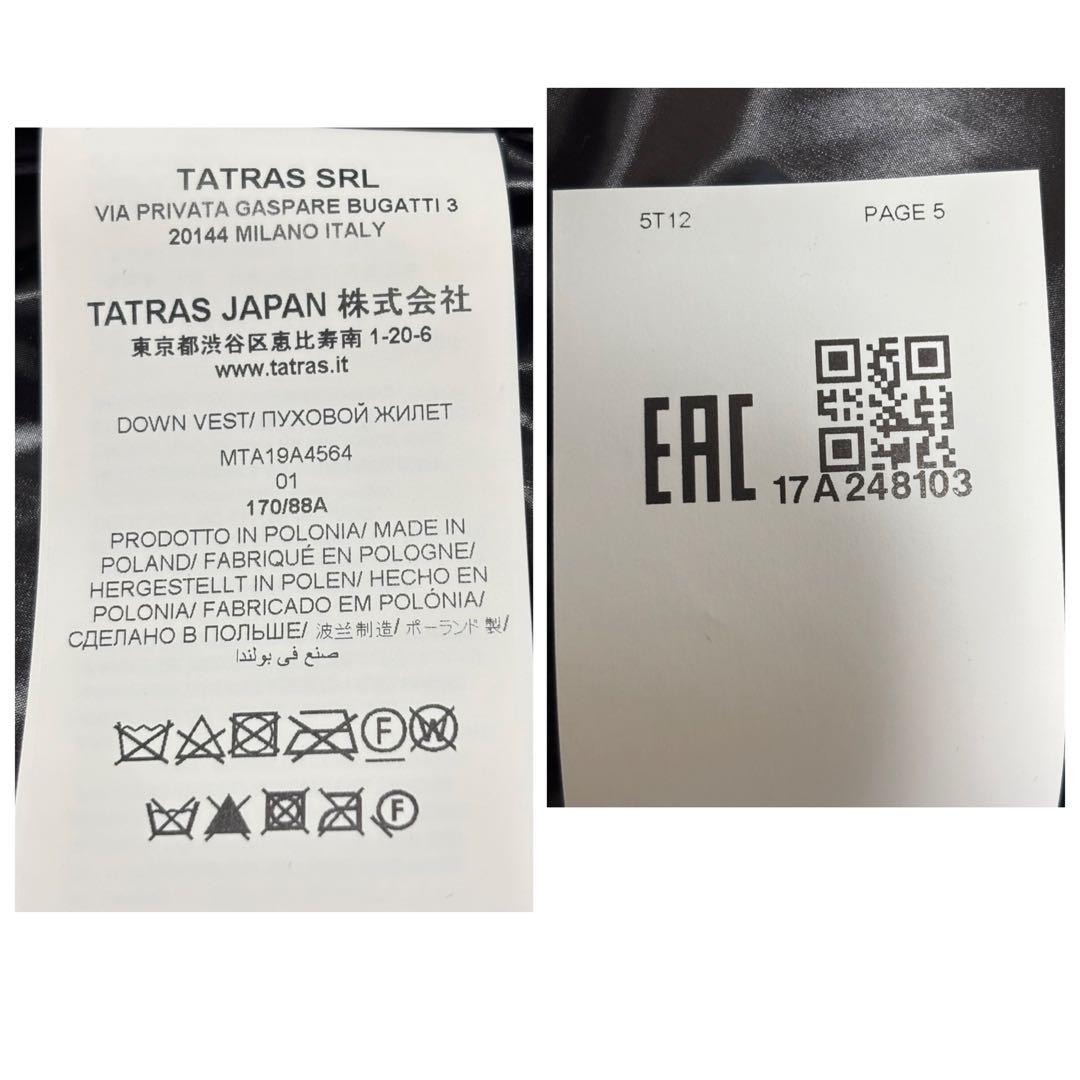 TATRAS SRL
VIA PRIVATA GASPARE BUGATTI 3
20144 MILANO ITALY
TATRAS JAPAN 株式会社
東京都渋谷区恵比寿南 1-20-6
www.tatras.it
DOWN VEST/ ПУХОВОЙ ЖИЛЕТ
MTA19A4564
01
170/88A
PRODOTTO IN POLONIA/ MADE IN
POLAND/ FABRIQUÉ EN POLOGNE/
HERGESTELLT IN POLEN/ HECHO EN
POLONIA/ FABRICADO EM POLÓNIA/
СДЕЛАНО В ПОЛЬШЕ/ 波兰制造/ ポーランド製/
صنع في بولندا
F W
F
5T12 PAGE 5
EAC
17A248103